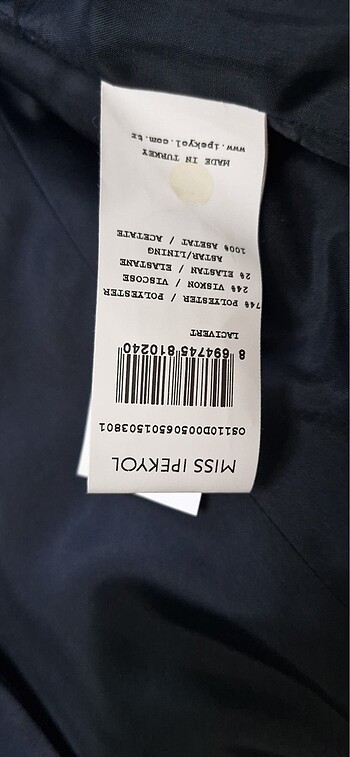 MISS IPEKYOL
OS110D00506501503801
8 694745 810240
LACIVERT
74% POLYESTER / POLYESTER
24% VISKON / VISCOSE
2% ELASTAN / ELASTANE
ASTAR/LINING
100% ASETAT / ACETATE
MADE IN TURKEY
www.ipekyol.com.tr